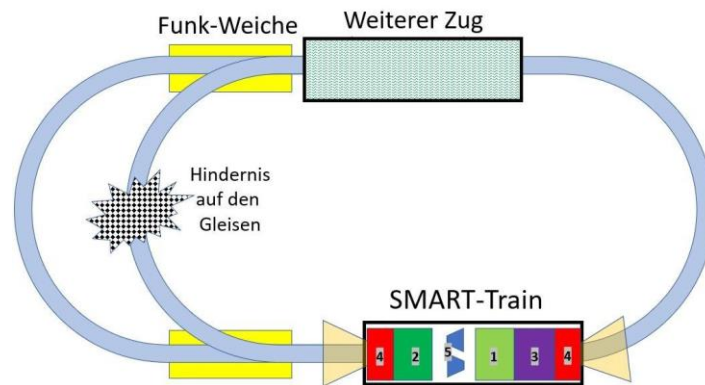 Funk-Weiche
Weiterer Zug
Hindernis
auf den
Gleisen
SMART-Train
4 2 5 1 3 4